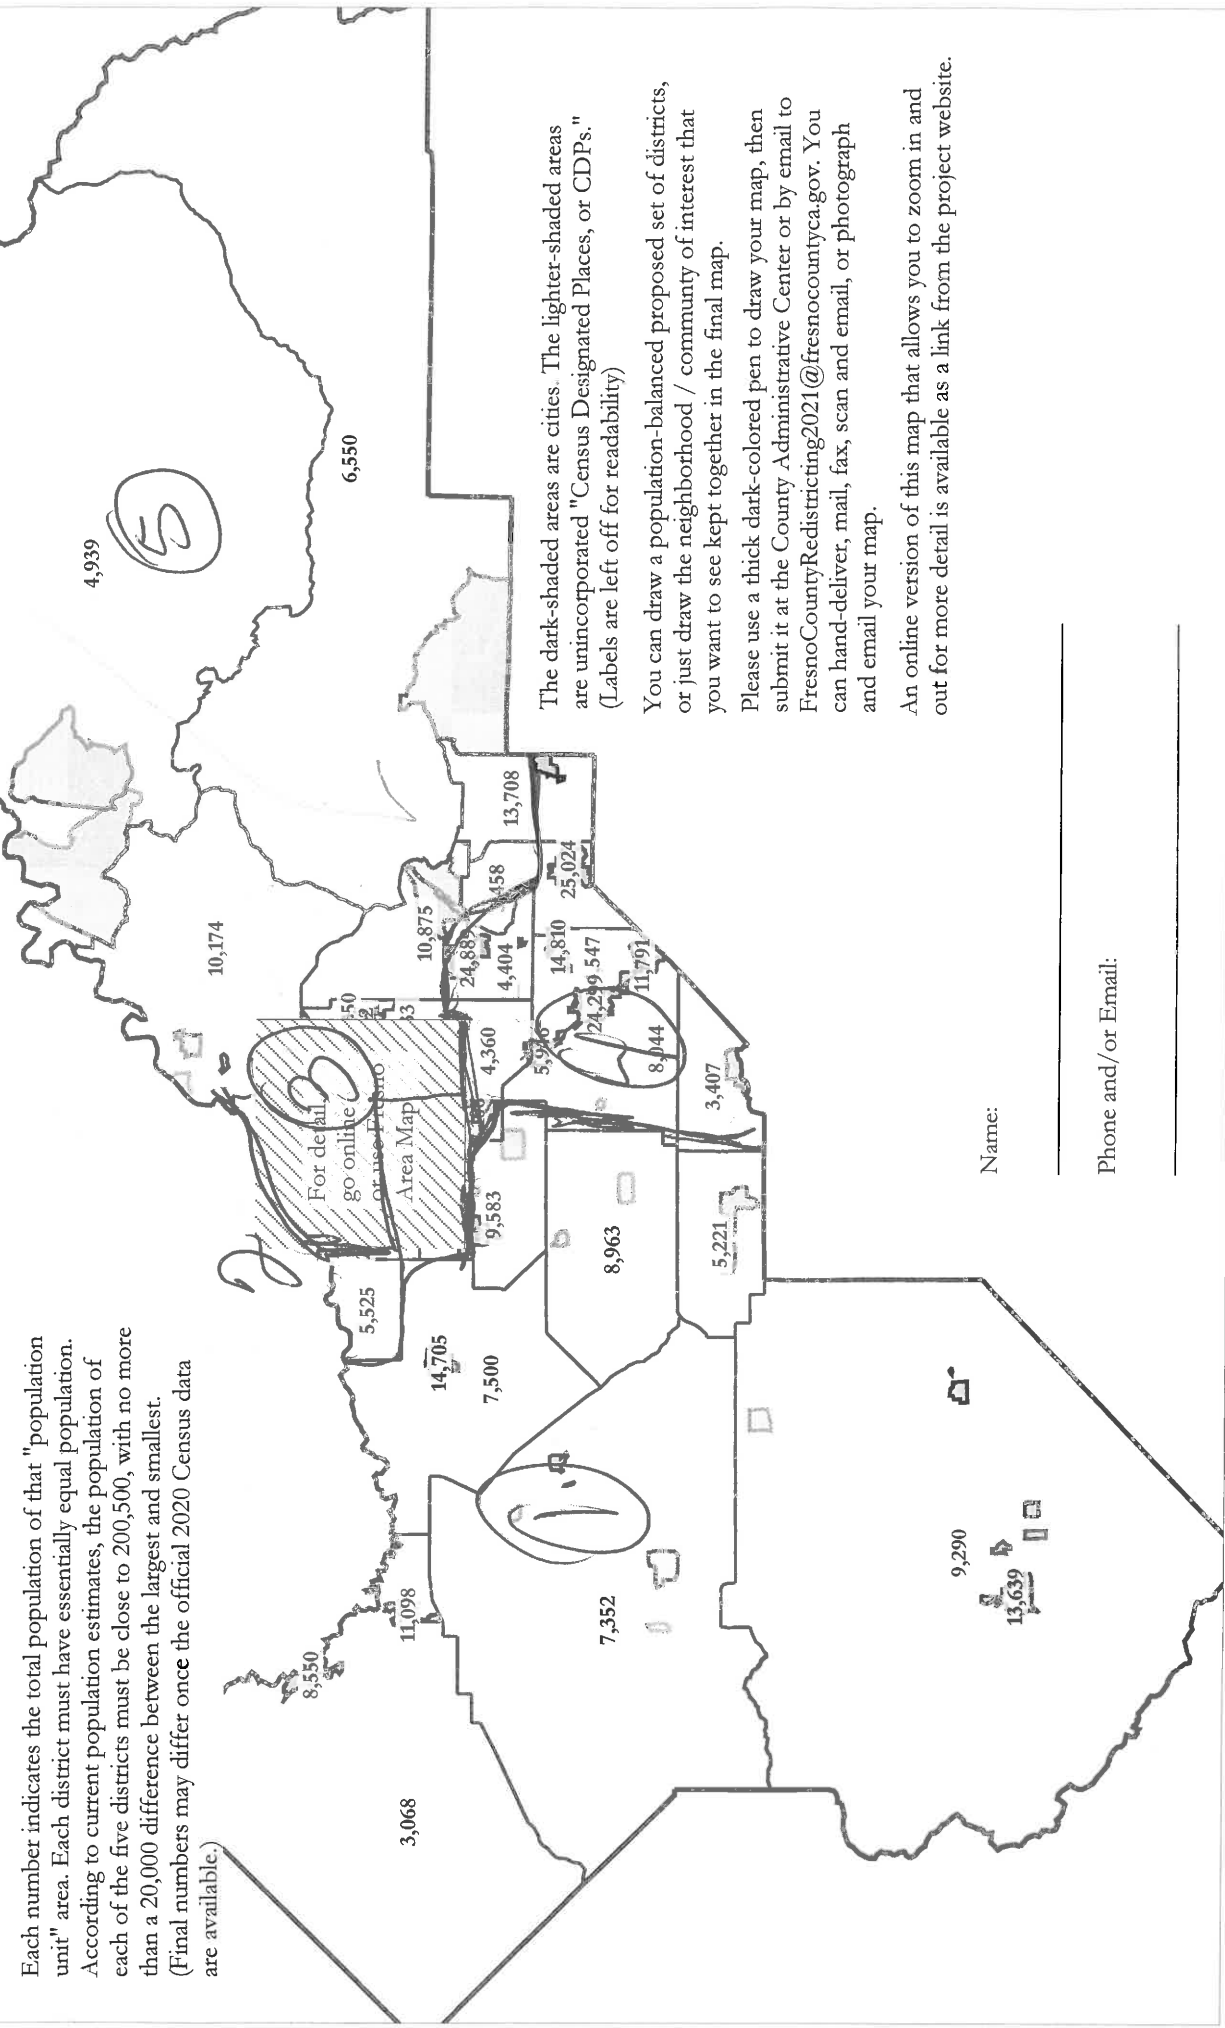 Each number indicates the total population of that "population
unit" area. Each district must have essentially equal population.
According to current population estimates, the population of
each of the five districts must be close to 200,500, with no more
than a 20,000 difference between the largest and smallest.
(Final numbers may differ once the official 2020 Census data
are available.)
4,939
5
6,550
10,174
10,875
For detail,
go online
or use Fresno
Area Map
3
2
5,525
14,705
7,500
9,583
8,550
11,098
3,068
13,708
4,404
4,360
25,024
14,810
547
24,299
11,791
8,044
3,407
8,963
5,221
7,352
1
9,290
13,639
The dark-shaded areas are cities. The lighter-shaded areas
are unincorporated "Census Designated Places, or CDPs."
(Labels are left off for readability)
You can draw a population-balanced proposed set of districts,
or just draw the neighborhood / community of interest that
you want to see kept together in the final map.
Please use a thick dark-colored pen to draw your map, then
submit it at the County Administrative Center or by email to
FresnoCountyRedistricting2021@fresnocountyca.gov. You
can hand-deliver, mail, fax, scan and email, or photograph
and email your map.
An online version of this map that allows you to zoom in and
out for more detail is available as a link from the project website.
Name:
Phone and/or Email: